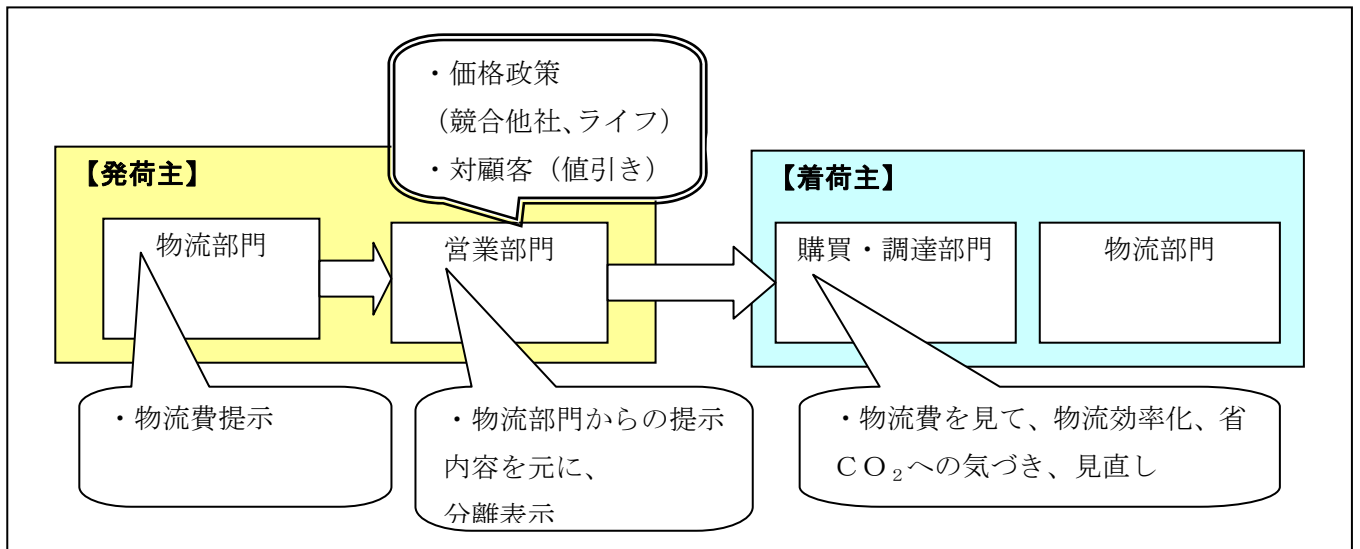 ・価格政策
（競合他社、ライフ）
・対顧客（値引き）
【発荷主】
物流部門
営業部門
【着荷主】
購買・調達部門
物流部門
・物流費提示
・物流部門からの提示
内容を元に、
分離表示
・物流費を見て、物流効率化、省
ＣＯ₂への気づき、見直し